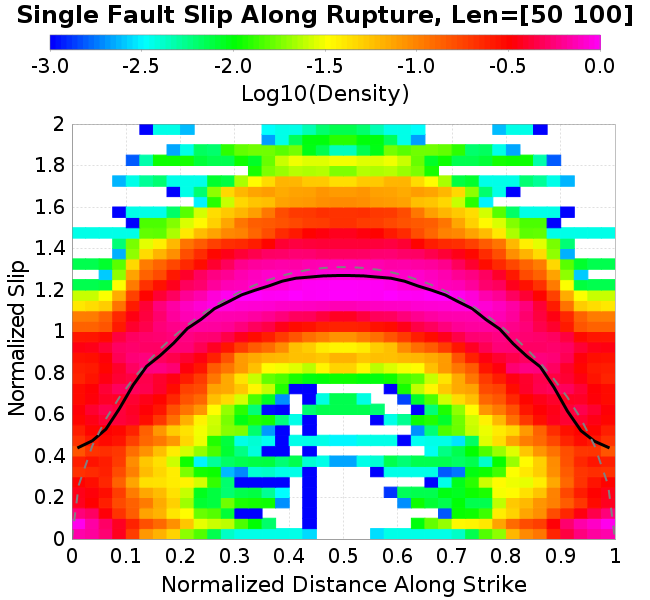 Single Fault Slip Along Rupture, Len=[50 100]
-3.0 -2.5 -2.0 -1.5 -1.0 -0.5 0.0
Log10(Density)
2
1.8
1.6
1.4
1.2
1
0.8
0.6
0.4
0.2
0
Normalized Slip
0 0.1 0.2 0.3 0.4 0.5 0.6 0.7 0.8 0.9 1
Normalized Distance Along Strike